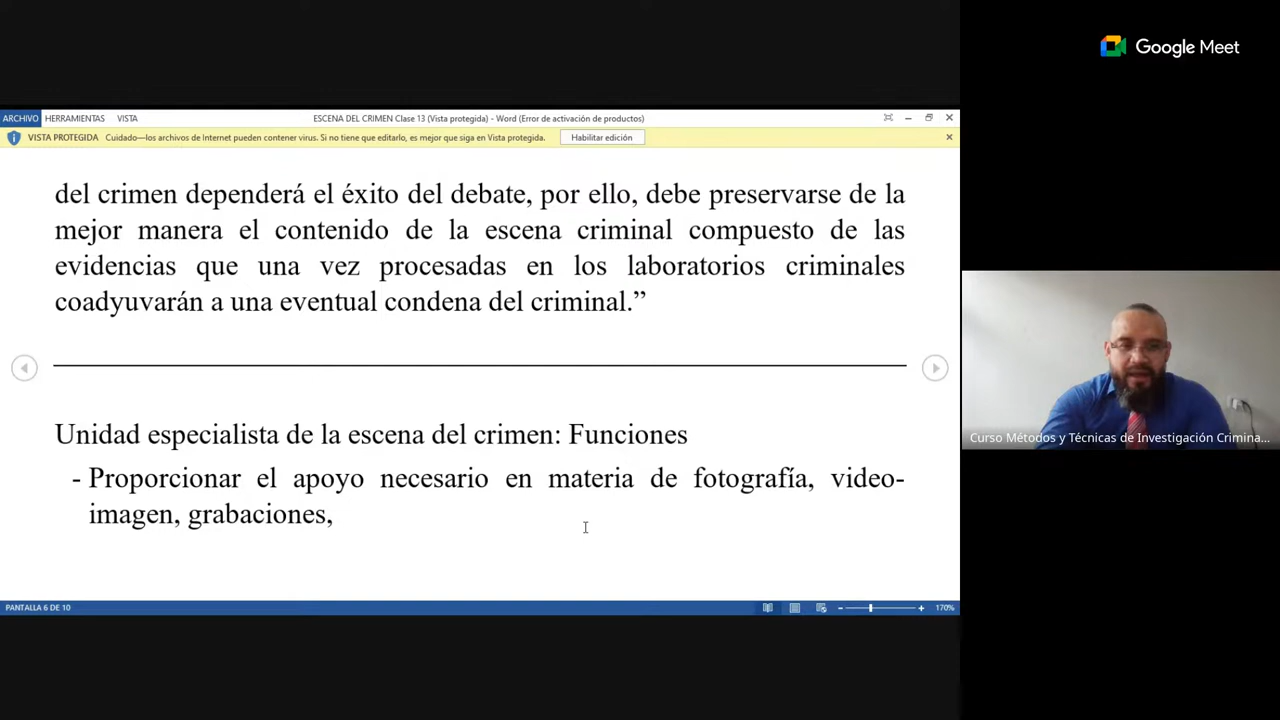 Google Meet
ARCHIVO HERRAMIENTAS VISTA ESCENA DEL CRIMEN Clase 13 (Vista protegida) - Word (Error de activación de productos)
VISTA PROTEGIDA Cuidado—los archivos de Internet pueden contener virus. Si no tiene que editarlo, es mejor que siga en Vista protegida. Habilitar edición
del crimen dependerá el éxito del debate, por ello, debe preservarse de la
mejor manera el contenido de la escena criminal compuesto de las
evidencias que una vez procesadas en los laboratorios criminales
coadyuvarán a una eventual condena del criminal.”
Unidad especialista de la escena del crimen: Funciones
- Proporcionar el apoyo necesario en materia de fotografía, video-
imagen, grabaciones,
Curso Métodos y Técnicas de Investigación Crimina...
PANTALLA 6 DE 10 170%